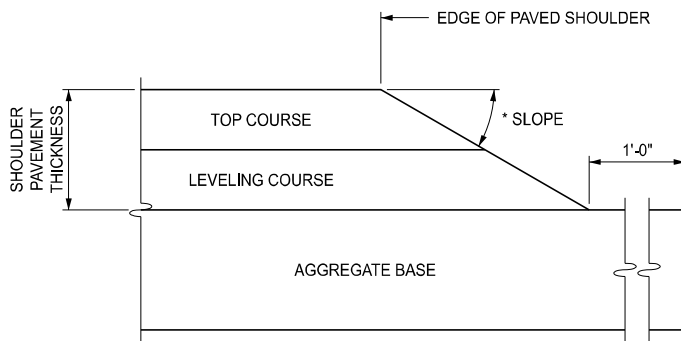 EDGE OF PAVED SHOULDER
TOP COURSE
* SLOPE
SHOULDER
PAVEMENT
THICKNESS
1'-0"
LEVELING COURSE
AGGREGATE BASE